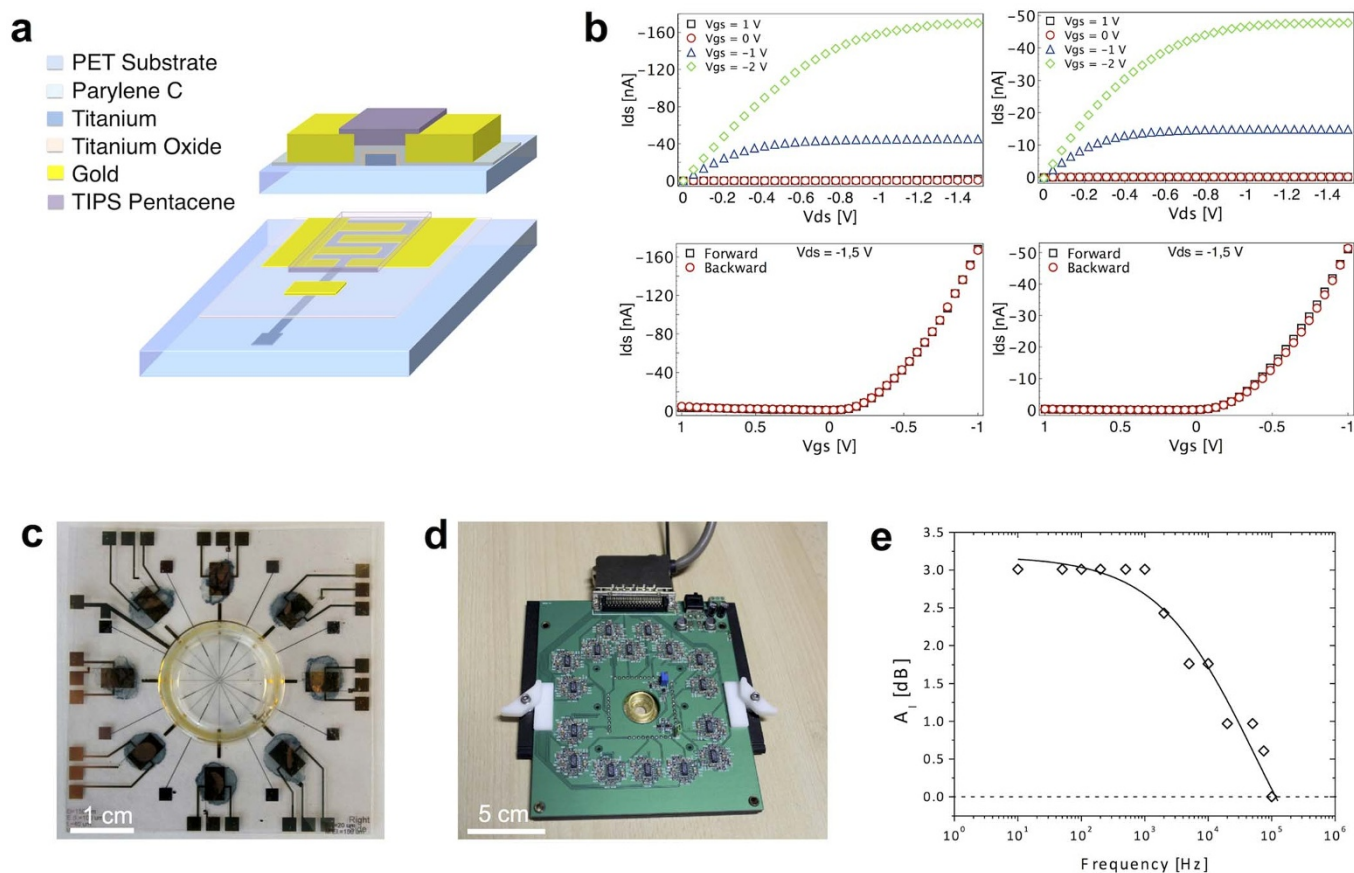 a
PET Substrate
Parylene C
Titanium
Titanium Oxide
Gold
TIPS Pentacene
b
Vgs = 1 V
Vgs = 0 V
Vgs = -1 V
Vgs = -2 V
-160
-120
-80
-40
0
Ids [nA]
0 -0.2 -0.4 -0.6 -0.8 -1 -1.2 -1.4
Vds [V]
Vgs = 1 V
Vgs = 0 V
Vgs = -1 V
Vgs = -2 V
-50
-40
-30
-20
-10
0
Ids [nA]
0 -0.2 -0.4 -0.6 -0.8 -1 -1.2 -1.4
Vds [V]
Forward
Backward
Vds = -1,5 V
-160
-120
-80
-40
0
Ids [nA]
1 0.5 0 -0.5 -1
Vgs [V]
Forward
Backward
Vds = -1,5 V
-50
-40
-30
-20
-10
0
Ids [nA]
1 0.5 0 -0.5 -1
Vgs [V]
c
1 cm
Right
d
5 cm
e
3.5
3.0
2.5
2.0
1.5
1.0
0.5
0.0
A_I [dB]
10^0 10^1 10^2 10^3 10^4 10^5 10^6
Frequency [Hz]